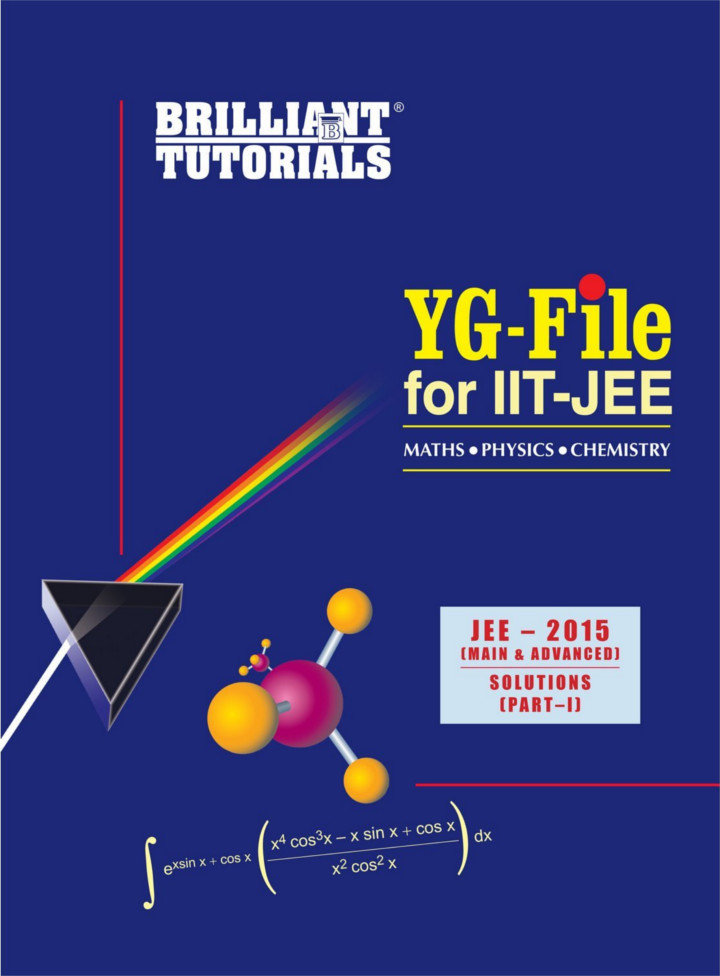 BRILLIANT®
B
TUTORIALS
YG-File
for IIT-JEE
MATHS • PHYSICS • CHEMISTRY
JEE – 2015
(MAIN & ADVANCED)
SOLUTIONS
(PART–I)
∫ e^(xsin x + cos x) ( (x⁴ cos³x – x sin x + cos x) / (x² cos² x) ) dx